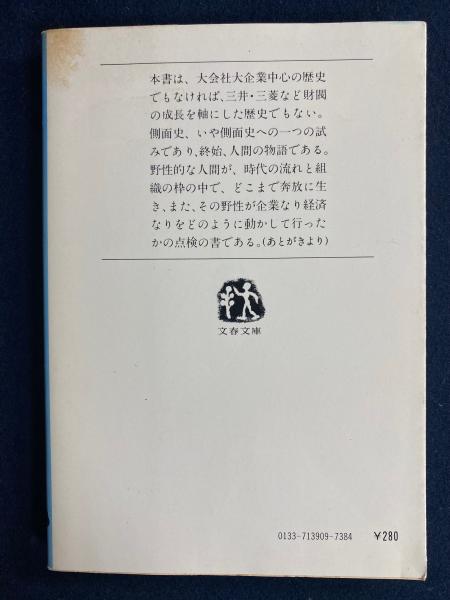 本書は、大会社大企業中心の歴史
でもなければ、三井・三菱など財閥
の成長を軸にした歴史でもない。
側面史、いや側面史への一つの試
みであり、終始、人間の物語である。
野性的な人間が、時代の流れと組
織の枠の中で、どこまで奔放に生
き、また、その野性が企業なり経済
なりをどのように動かして行った
かの点検の書である。(あとがきより)
文春文庫
0133-713909-7384 ¥280